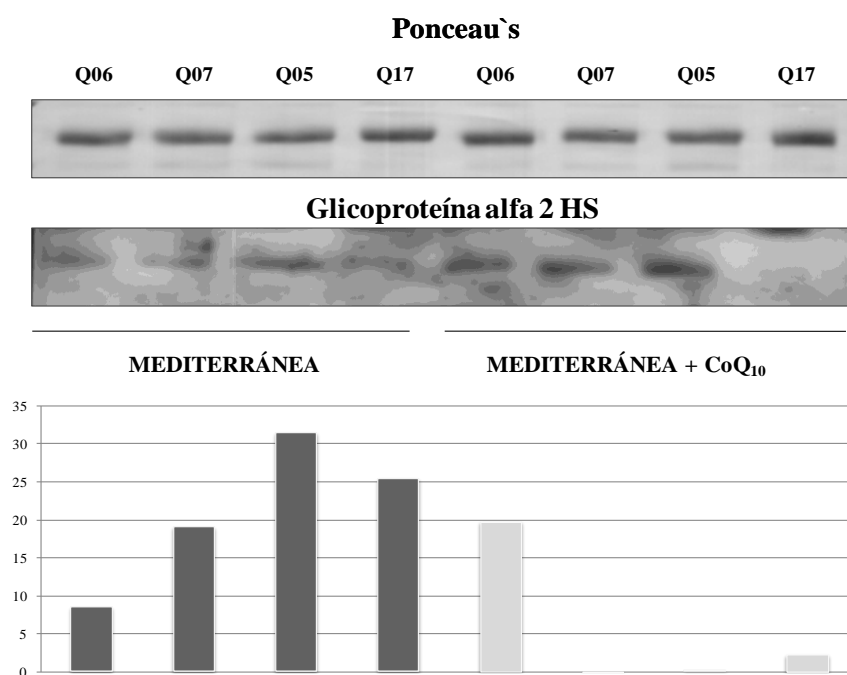 Ponceau`s
Q06 Q07 Q05 Q17 Q06 Q07 Q05 Q17
Glicoproteína alfa 2 HS
MEDITERRÁNEA MEDITERRÁNEA + CoQ₁₀
35
30
25
20
15
10
5
0